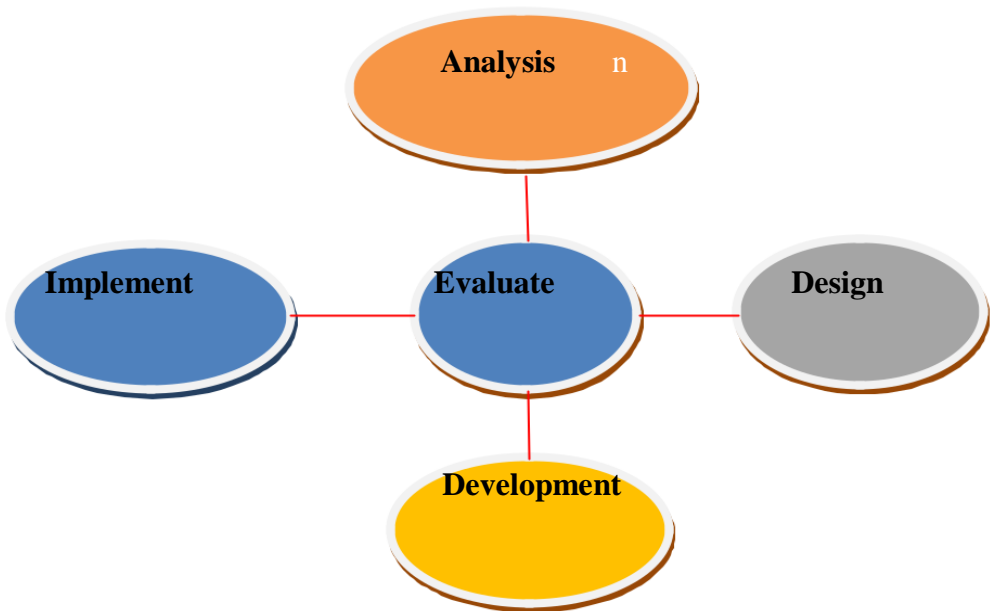 Analysis n
Implement
Evaluate
Design
Development